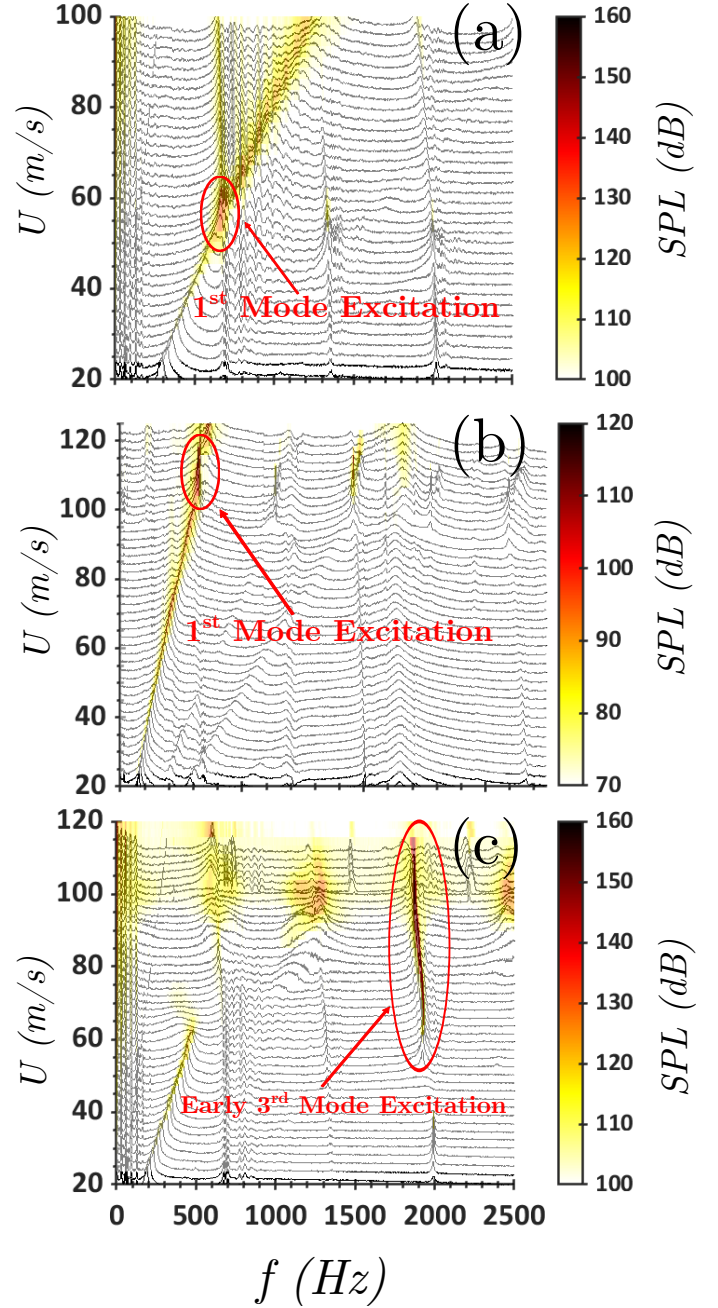 100 (a) 160
150
80 140
U (m/s) SPL (dB)
60 130
120
40 1st Mode Excitation 110
20 100
120 (b) 120
100 110
U (m/s) 80 100 SPL (dB)
60 1st Mode Excitation 90
40 80
20 70
120 (c) 160
100 150
140
U (m/s) 80 SPL (dB)
60 130
120
40 Early 3rd Mode Excitation 110
20 100
0 500 1000 1500 2000 2500
f (Hz)